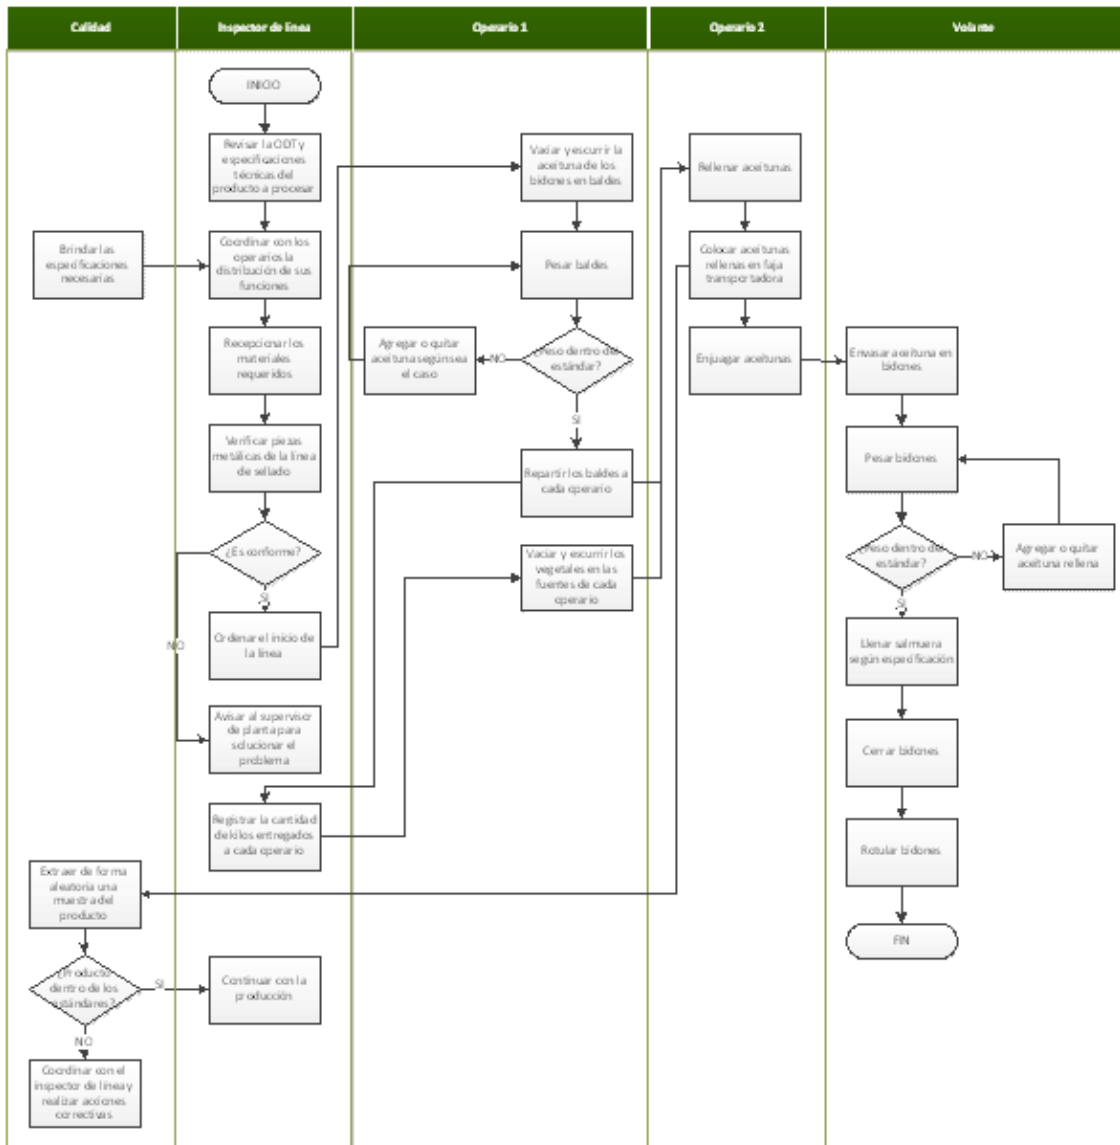 Calidad
Inspector de línea
Operario 1
Operario 2
Volante
INICIO
Revisar la ODT y
especificaciones
técnicas del
producto a procesar
Brindar las
especificaciones
necesarias
Coordinar con los
operarios la
distribución de sus
funciones
Recepcionar los
materiales
requeridos
Verificar piezas
metálicas de la línea
de sellado
¿Es conforme?
SI
NO
Ordenar el inicio de
la línea
Avisar al supervisor
de planta para
solucionar el
problema
Registrar la cantidad
de kilos entregados
a cada operario
Vaciar y escurrir la
aceituna de los
bidones en baldes
Pesar baldes
¿Peso dentro del
estándar?
NO
Agregar o quitar
aceituna según sea
el caso
SI
Repartir los baldes a
cada operario
Vaciar y escurrir los
vegetales en las
fuentes de cada
operario
Rellenar aceitunas
Colocar aceitunas
rellenas en faja
transportadora
Enjuagar aceitunas
Envasar aceituna en
bidones
Pesar bidones
¿Peso dentro del
estándar?
NO
Agregar o quitar
aceituna rellena
SI
Llenar salmuera
según especificación
Cerrar bidones
Rotular bidones
FIN
Extraer de forma
aleatoria una
muestra del
producto
¿Producto
dentro de los
estándares?
SI
Continuar con la
producción
NO
Coordinar con el
inspector de línea y
realizar acciones
correctivas